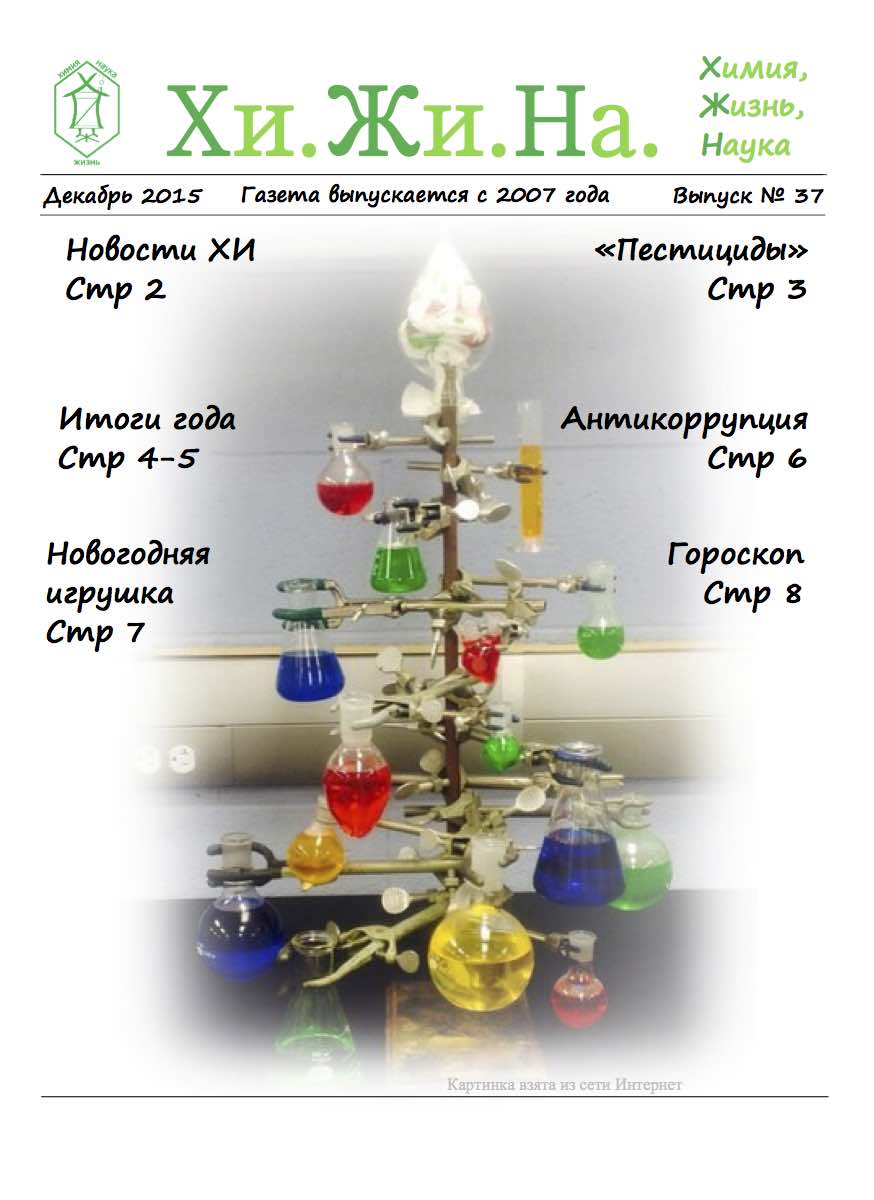 химия наука
жизнь
Хи.Жи.На.
Химия,
Жизнь,
Наука
Декабрь 2015 Газета выпускается с 2007 года Выпуск № 37
Новости ХИ
Стр 2
«Пестициды»
Стр 3
Итоги года
Стр 4-5
Антикоррупция
Стр 6
Новогодняя
игрушка
Стр 7
Гороскоп
Стр 8
Картинка взята из сети Интернет